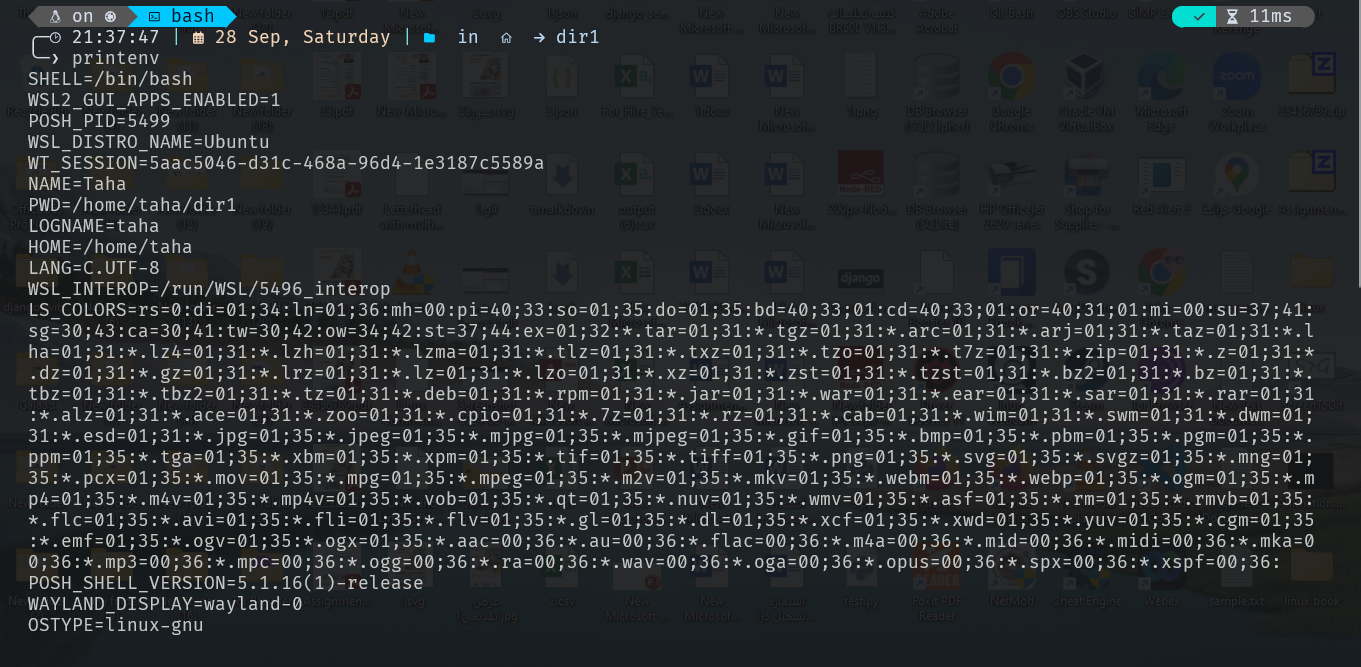 on bash ✓ 11ms
21:37:47 | 28 Sep, Saturday | in → dir1
printenv
SHELL=/bin/bash
WSL2_GUI_APPS_ENABLED=1
POSH_PID=5499
WSL_DISTRO_NAME=Ubuntu
WT_SESSION=5aac5046-d31c-468a-96d4-1e3187c5589a
NAME=Taha
PWD=/home/taha/dir1
LOGNAME=taha
HOME=/home/taha
LANG=C.UTF-8
WSL_INTEROP=/run/WSL/5496_interop
LS_COLORS=rs=0:di=01;34:ln=01;36:mh=00:pi=40;33:so=01;35:do=01;35:bd=40;33;01:cd=40;33;01:or=40;31;01:mi=00:su=37;41:
sg=30;43:ca=30;41:tw=30;42:ow=34;42:st=37;44:ex=01;32:*.tar=01;31:*.tgz=01;31:*.arc=01;31:*.arj=01;31:*.taz=01;31:*.l
ha=01;31:*.lz4=01;31:*.lzh=01;31:*.lzma=01;31:*.tlz=01;31:*.txz=01;31:*.tzo=01;31:*.t7z=01;31:*.zip=01;31:*.z=01;31:*
.dz=01;31:*.gz=01;31:*.lrz=01;31:*.lz=01;31:*.lzo=01;31:*.xz=01;31:*.zst=01;31:*.tzst=01;31:*.bz2=01;31:*.bz=01;31:*.
tbz=01;31:*.tbz2=01;31:*.tz=01;31:*.deb=01;31:*.rpm=01;31:*.jar=01;31:*.war=01;31:*.ear=01;31:*.sar=01;31:*.rar=01;31
:*.alz=01;31:*.ace=01;31:*.zoo=01;31:*.cpio=01;31:*.7z=01;31:*.rz=01;31:*.cab=01;31:*.wim=01;31:*.swm=01;31:*.dwm=01;
31:*.esd=01;31:*.jpg=01;35:*.jpeg=01;35:*.mjpg=01;35:*.mjpeg=01;35:*.gif=01;35:*.bmp=01;35:*.pbm=01;35:*.pgm=01;35:*.
ppm=01;35:*.tga=01;35:*.xbm=01;35:*.xpm=01;35:*.tif=01;35:*.tiff=01;35:*.png=01;35:*.svg=01;35:*.svgz=01;35:*.mng=01;
35:*.pcx=01;35:*.mov=01;35:*.mpg=01;35:*.mpeg=01;35:*.m2v=01;35:*.mkv=01;35:*.webm=01;35:*.webp=01;35:*.ogm=01;35:*.m
p4=01;35:*.m4v=01;35:*.mp4v=01;35:*.vob=01;35:*.qt=01;35:*.nuv=01;35:*.wmv=01;35:*.asf=01;35:*.rm=01;35:*.rmvb=01;35:
*.flc=01;35:*.avi=01;35:*.fli=01;35:*.flv=01;35:*.gl=01;35:*.dl=01;35:*.xcf=01;35:*.xwd=01;35:*.yuv=01;35:*.cgm=01;35
:*.emf=01;35:*.ogv=01;35:*.ogx=01;35:*.aac=00;36:*.au=00;36:*.flac=00;36:*.m4a=00;36:*.mid=00;36:*.midi=00;36:*.mka=0
0;36:*.mp3=00;36:*.mpc=00;36:*.ogg=00;36:*.ra=00;36:*.wav=00;36:*.oga=00;36:*.opus=00;36:*.spx=00;36:*.xspf=00;36:
POSH_SHELL_VERSION=5.1.16(1)-release
WAYLAND_DISPLAY=wayland-0
OSTYPE=linux-gnu